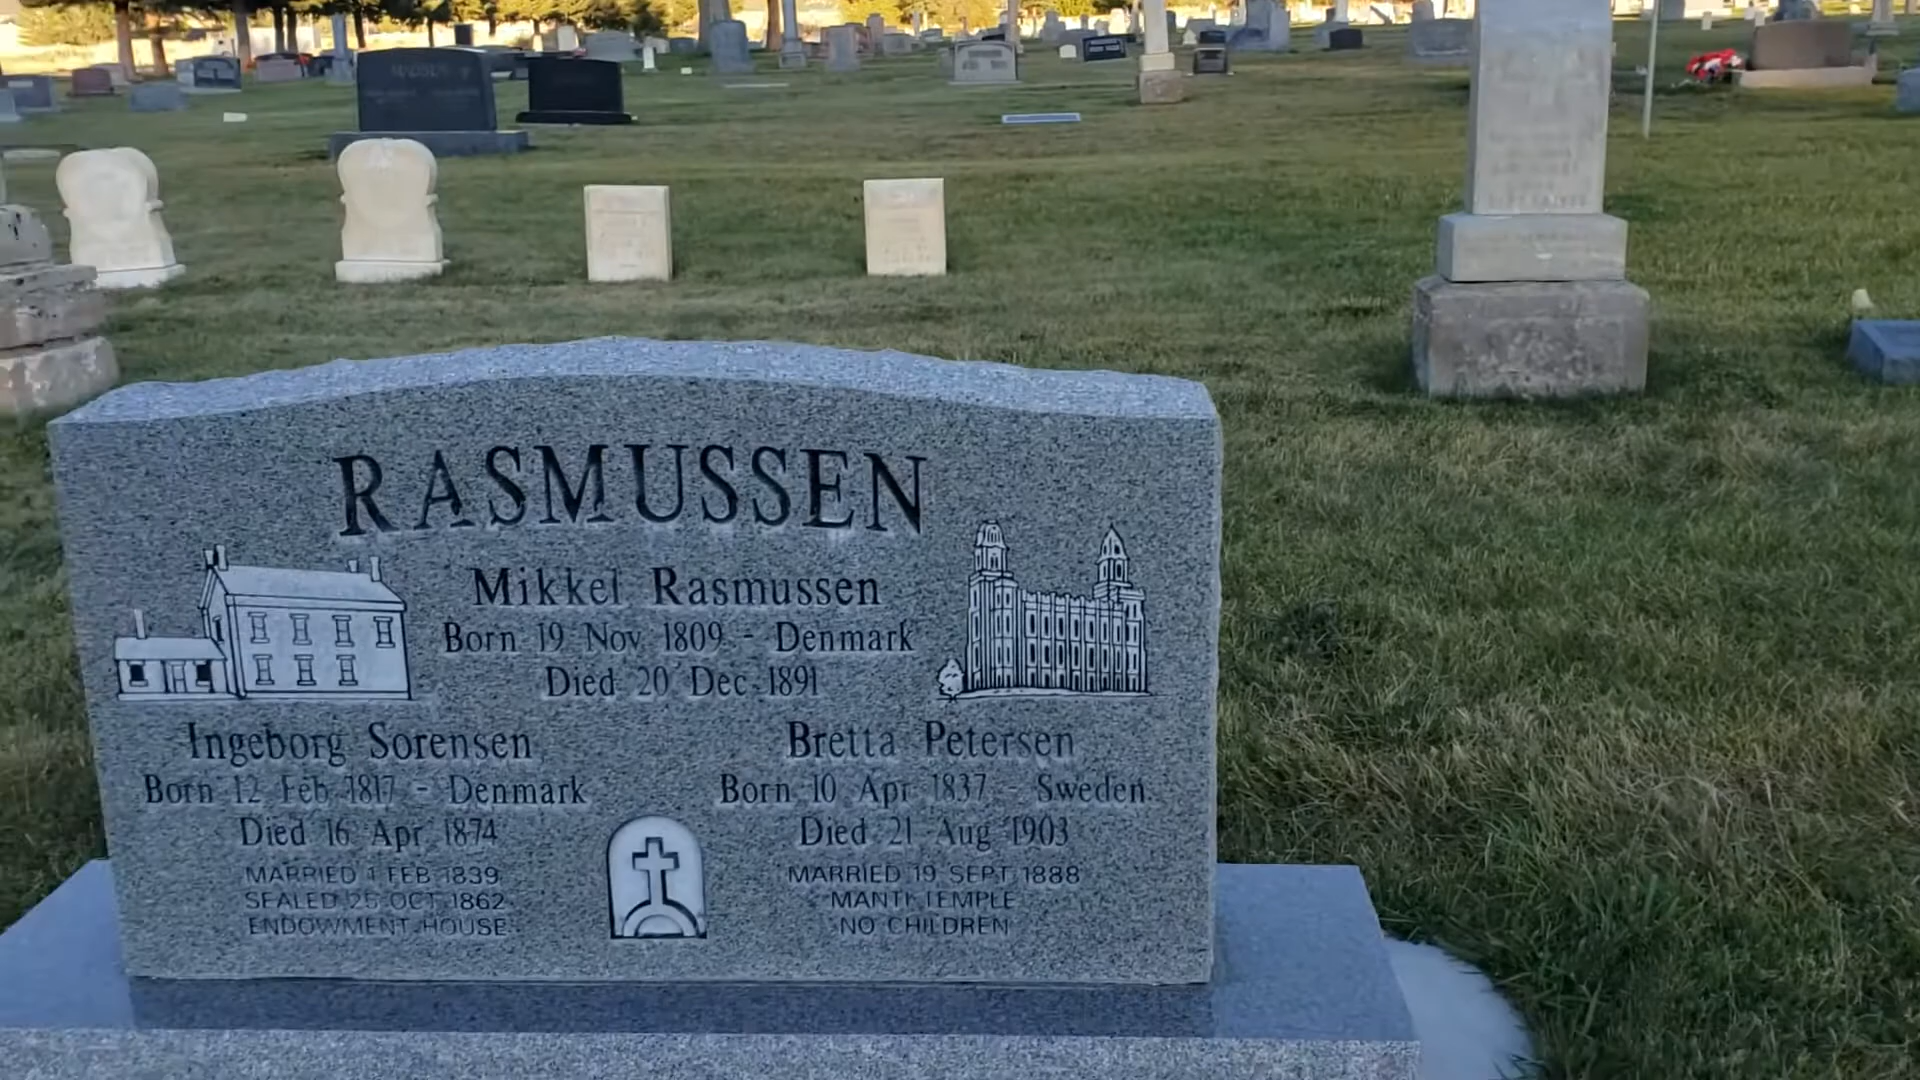 RASMUSSEN
Mikkel Rasmussen
Born 19 Nov 1809 - Denmark
Died 20 Dec 1891
Ingeborg Sorensen
Born 12 Feb 1817 - Denmark
Died 16 Apr 1874
MARRIED 1 FEB 1839
SEALED 25 OCT 1862
ENDOWMENT HOUSE
Bretta Petersen
Born 10 Apr 1837 - Sweden
Died 21 Aug 1903
MARRIED 19 SEPT 1888
MANTI TEMPLE
NO CHILDREN
MADSEN